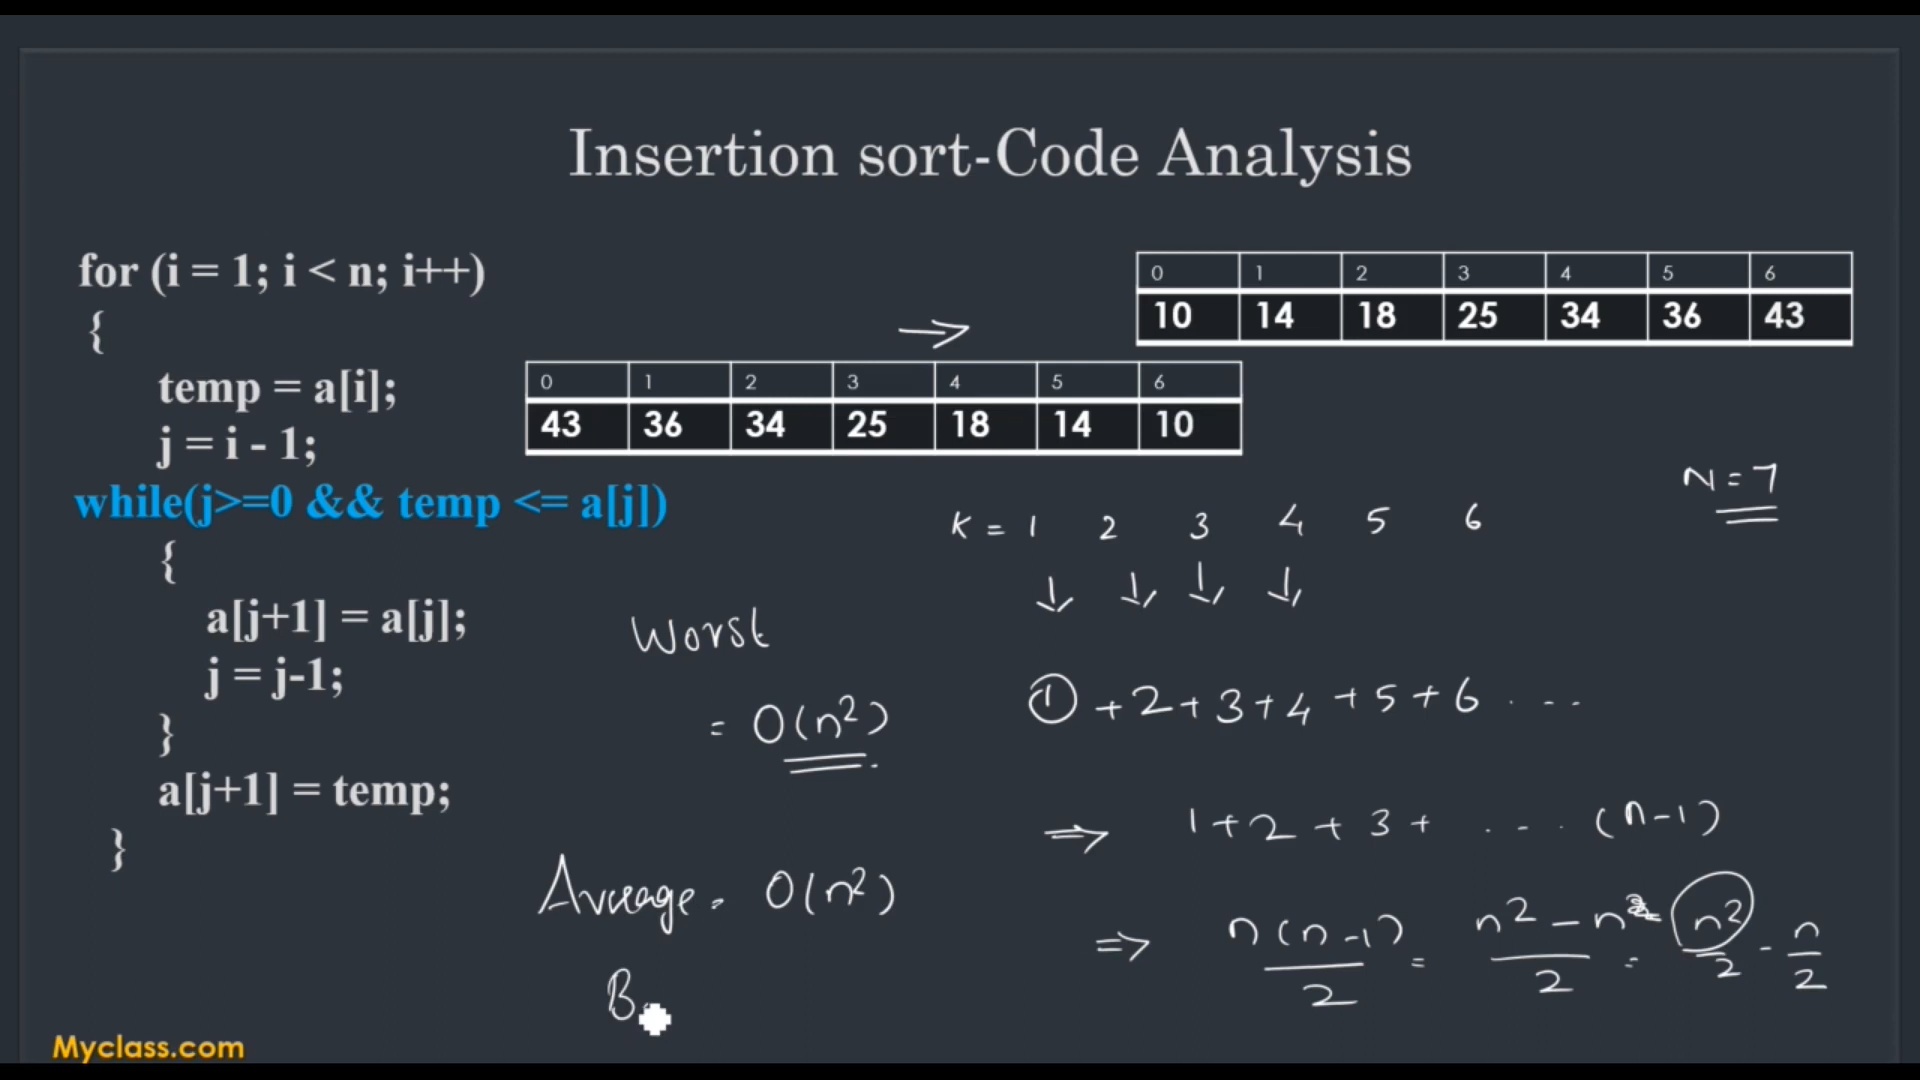 Insertion sort-Code Analysis
for (i = 1; i < n; i++)
{
temp = a[i];
j = i - 1;
while(j>=0 && temp <= a[j])
{
a[j+1] = a[j];
j = j-1;
}
a[j+1] = temp;
}
0 1 2 3 4 5 6
10 14 18 25 34 36 43
→
0 1 2 3 4 5 6
43 36 34 25 18 14 10
N = 7
K = 1 2 3 4 5 6
↓ ↓ ↓ ↓
Worst
= O(n²)
1 + 2 + 3 + 4 + 5 + 6 . . . .
⇒ 1 + 2 + 3 + . . . . (n-1)
Average = O(n²)
⇒ n(n-1)/2 = n² - n/2 = n²/2 - n/2
B
Myclass.com